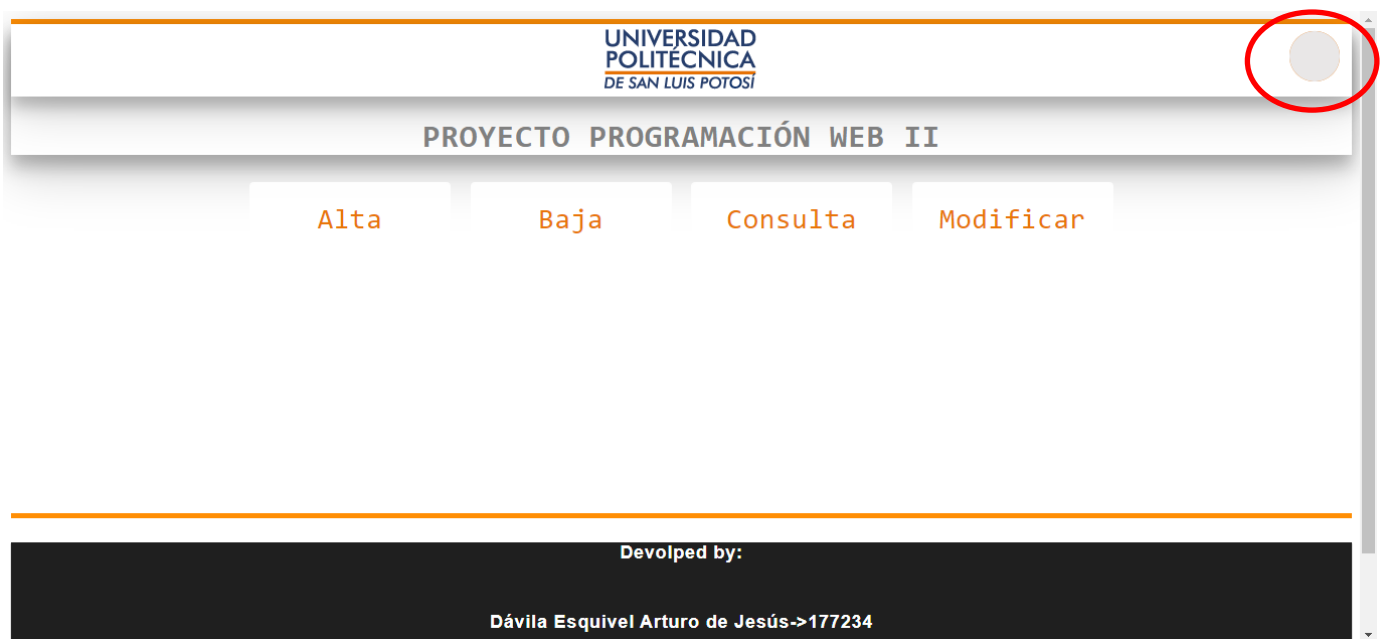 UNIVERSIDAD
POLITÉCNICA
DE SAN LUIS POTOSÍ
PROYECTO PROGRAMACIÓN WEB II
Alta Baja Consulta Modificar
Devolped by:
Dávila Esquivel Arturo de Jesús->177234